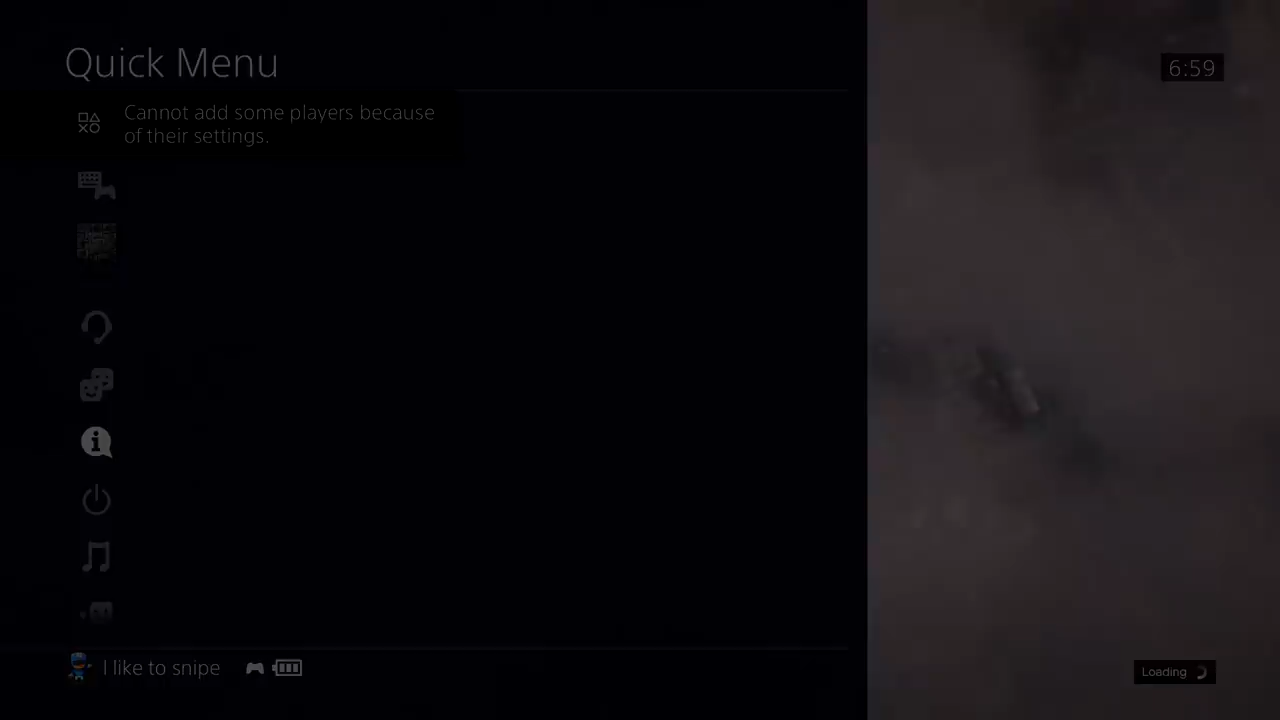 Quick Menu
6:59
Cannot add some players because
of their settings.
I like to snipe
Loading